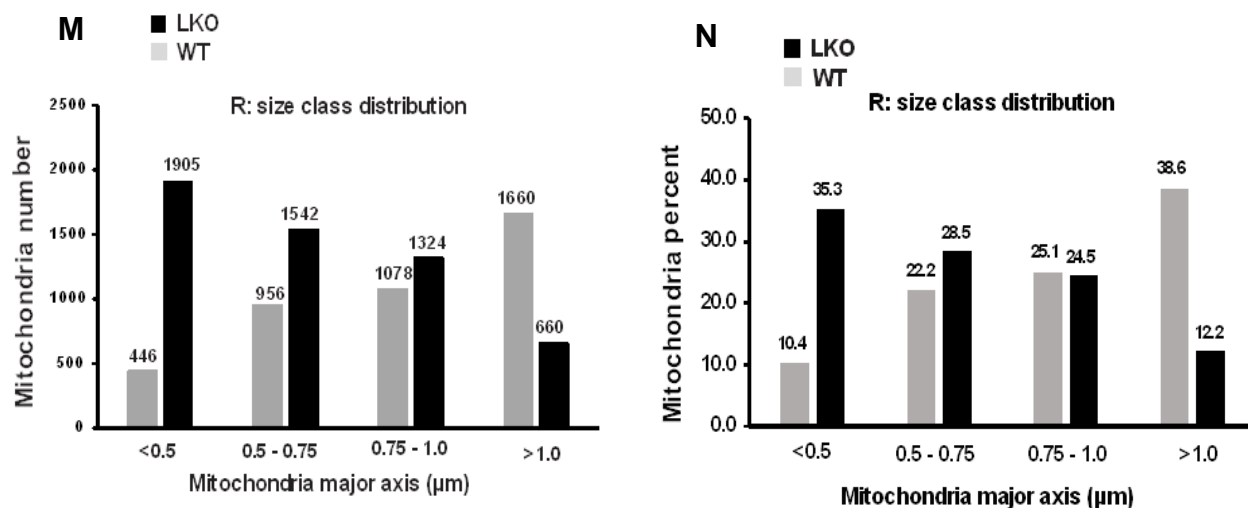 M
LKO
WT
R: size class distribution
Mitochondria number
2500
2000
1500
1000
500
0
446
1905
956
1542
1078
1324
1660
660
<0.5
0.5 - 0.75
0.75 - 1.0
>1.0
Mitochondria major axis (µm)
N
LKO
WT
R: size class distribution
Mitochondria percent
50.0
40.0
30.0
20.0
10.0
0.0
10.4
35.3
22.2
28.5
25.1
24.5
38.6
12.2
<0.5
0.5 - 0.75
0.75 - 1.0
>1.0
Mitochondria major axis (µm)